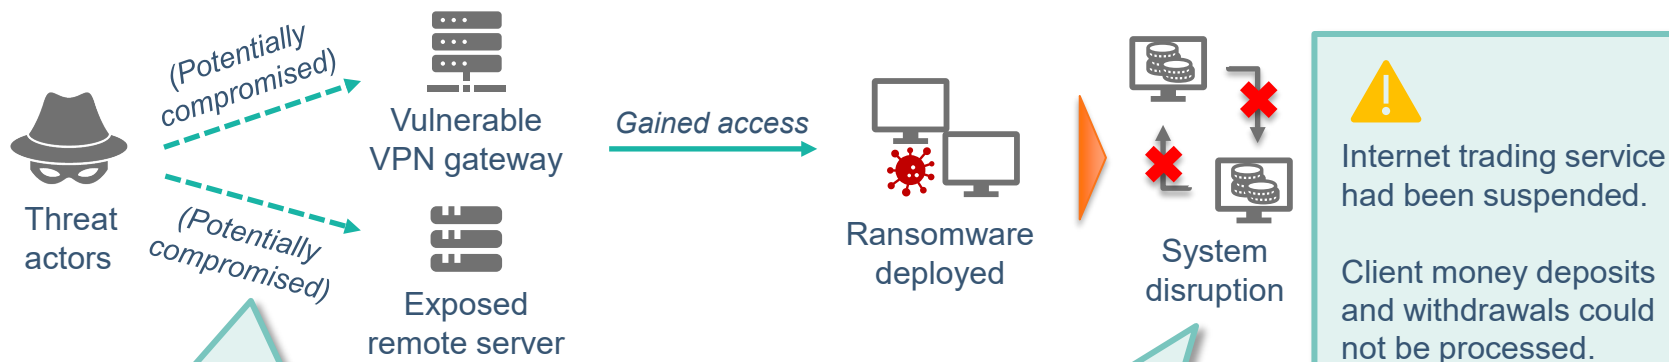 Threat
actors
(Potentially
compromised)
(Potentially
compromised)
Vulnerable
VPN gateway
Exposed
remote server
Gained access
Ransomware
deployed
System
disruption
Internet trading service
had been suspended.
Client money deposits
and withdrawals could
not be processed.